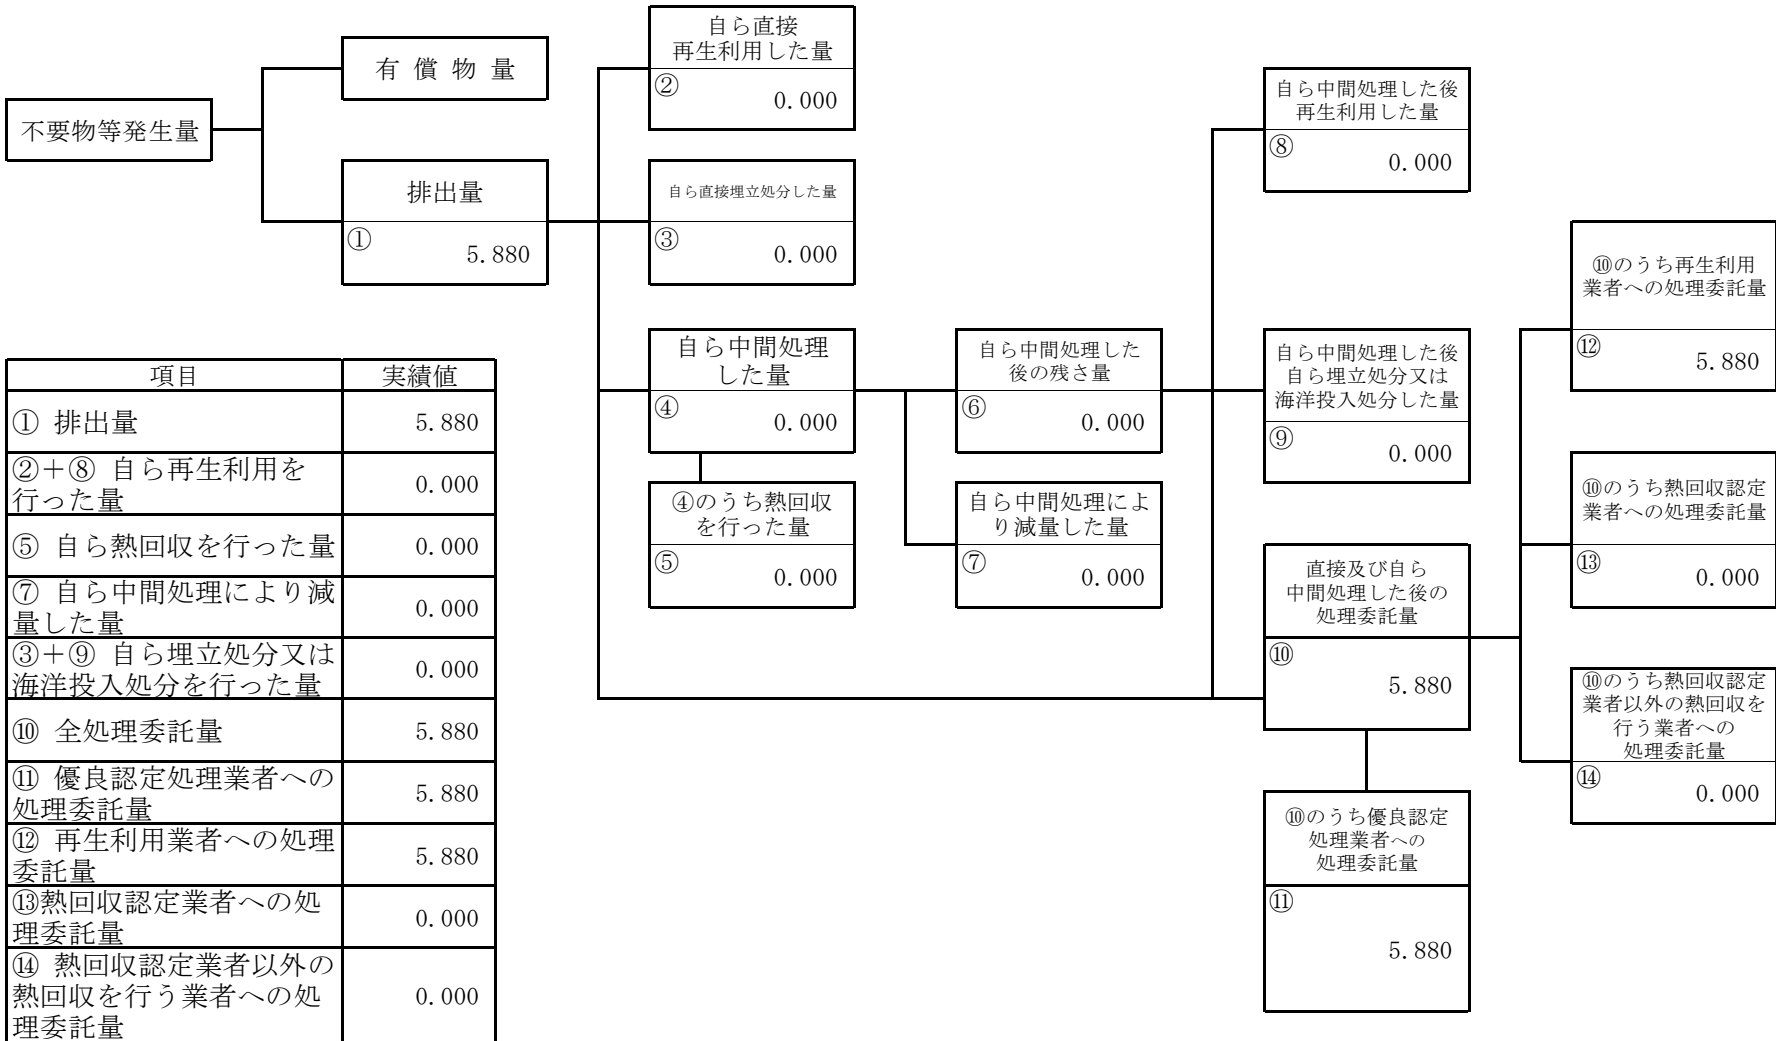 不要物等発生量
有 償 物 量
排出量
①
5.880
自ら直接
再生利用した量
②
0.000
自ら直接埋立処分した量
③
0.000
自ら中間処理
した量
④
0.000
④のうち熱回収
を行った量
⑤
0.000
自ら中間処理した
後の残さ量
⑥
0.000
自ら中間処理によ
り減量した量
⑦
0.000
自ら中間処理した後
再生利用した量
⑧
0.000
自ら中間処理した後
自ら埋立処分又は
海洋投入処分した量
⑨
0.000
直接及び自ら
中間処理した後の
処理委託量
⑩
5.880
⑩のうち優良認定
処理業者への
処理委託量
⑪
5.880
⑩のうち再生利用
業者への処理委託量
⑫
5.880
⑩のうち熱回収認定
業者への処理委託量
⑬
0.000
⑩のうち熱回収認定
業者以外の熱回収を
行う業者への
処理委託量
⑭
0.000
項目 実績値
① 排出量 5.880
②＋⑧ 自ら再生利用を
行った量 0.000
⑤ 自ら熱回収を行った量 0.000
⑦ 自ら中間処理により減
量した量 0.000
③＋⑨ 自ら埋立処分又は
海洋投入処分を行った量 0.000
⑩ 全処理委託量 5.880
⑪ 優良認定処理業者への
処理委託量 5.880
⑫ 再生利用業者への処理
委託量 5.880
⑬熱回収認定業者への処
理委託量 0.000
⑭ 熱回収認定業者以外の
熱回収を行う業者への処 0.000
理委託量